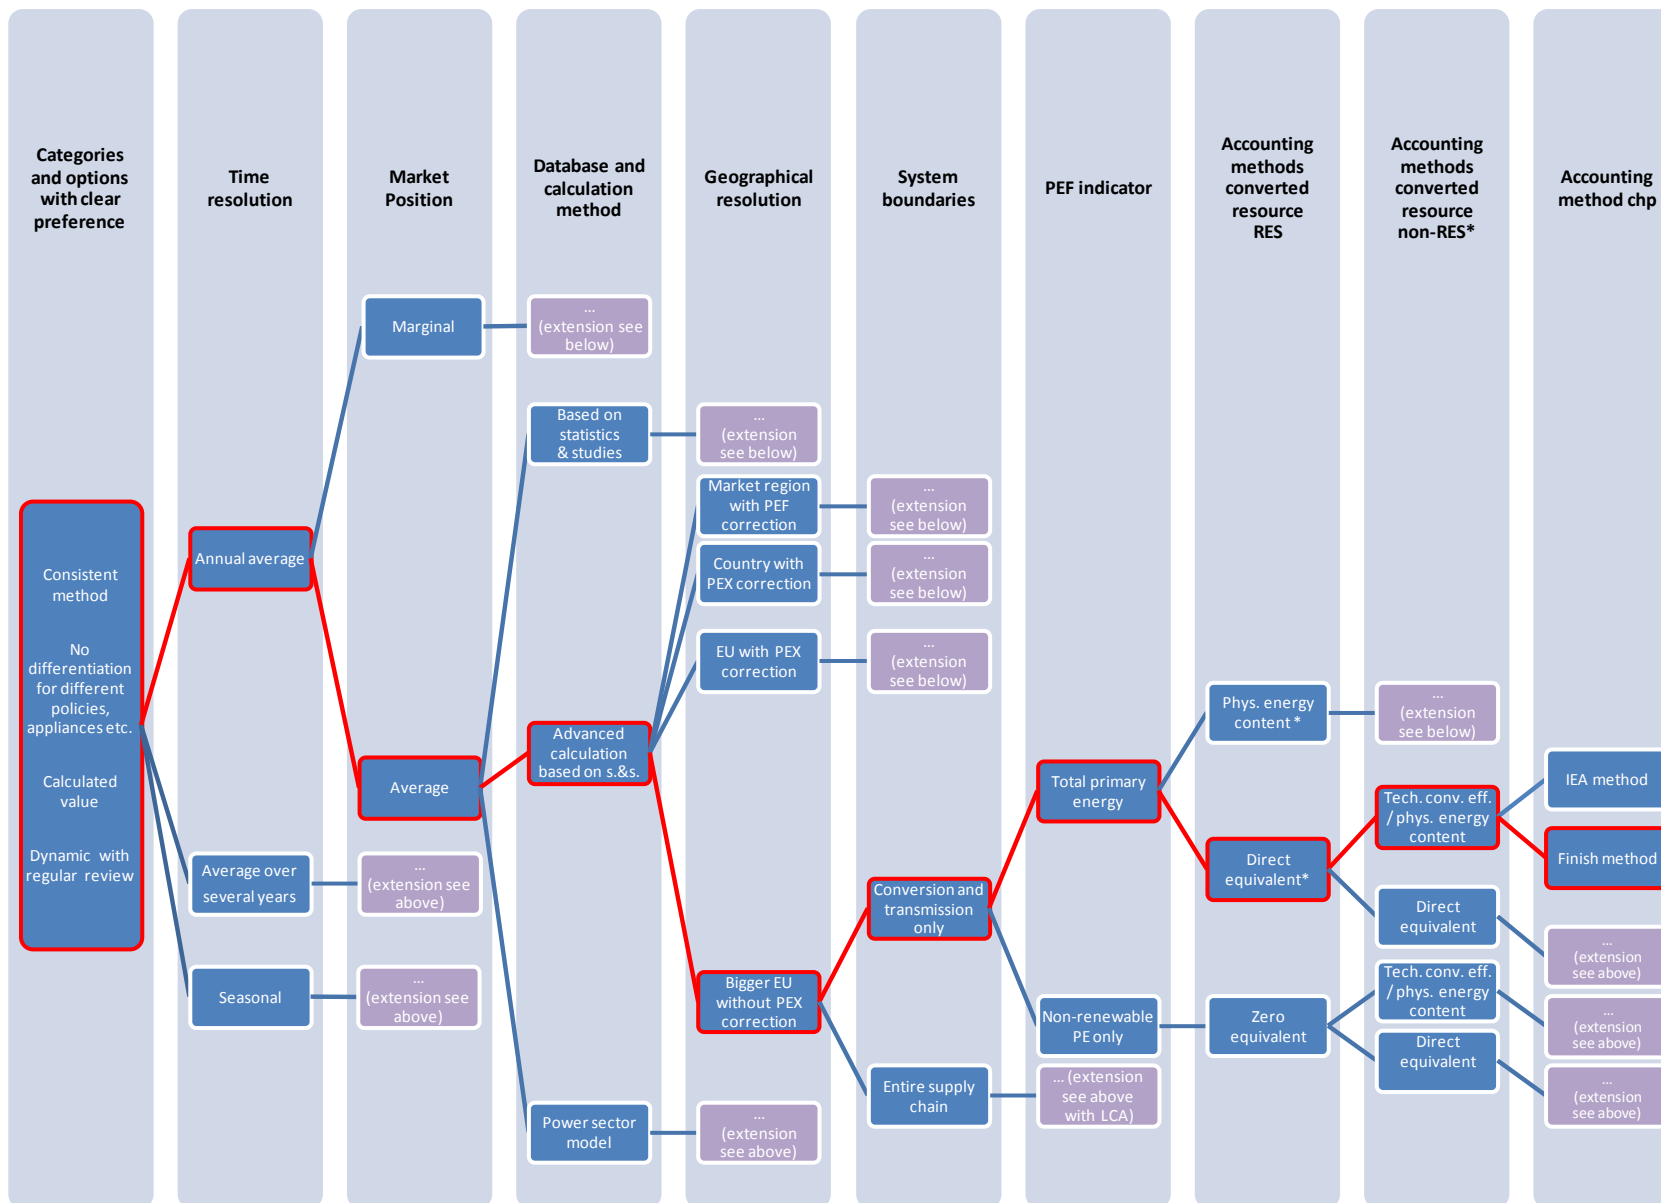 Categories
and options
with clear
preference
Time
resolution
Market
Position
Database and
calculation
method
Geographical
resolution
System
boundaries
PEF indicator
Accounting
methods
converted
resource
RES
Accounting
methods
converted
resource
non-RES*
Accounting
method chp
Consistent
method
No
differentiation
for different
policies,
appliances etc.
Calculated
value
Dynamic with
regular review
Annual average
Average over
several years
Seasonal
Marginal
Average
...
(extension see
above)
...
(extension see
above)
...
(extension see
below)
Based on
statistics
& studies
Advanced
calculation
based on s.&s.
Power sector
model
...
(extension
see below)
Market region
with PEF
correction
Country with
PEX correction
EU with PEX
correction
Bigger EU
without PEX
correction
...
(extension
see above)
...
(extension
see below)
...
(extension
see below)
...
(extension
see below)
Conversion and
transmission
only
Entire supply
chain
Total primary
energy
Non-renewable
PE only
... (extension
see above
with LCA)
Phys. energy
content *
Direct
equivalent*
Zero
equivalent
...
(extension
see below)
Tech. conv. eff.
/ phys. energy
content
Direct
equivalent
Tech. conv. eff.
/ phys. energy
content
Direct
equivalent
IEA method
Finish method
...
(extension
see above)
...
(extension
see above)
...
(extension
see above)